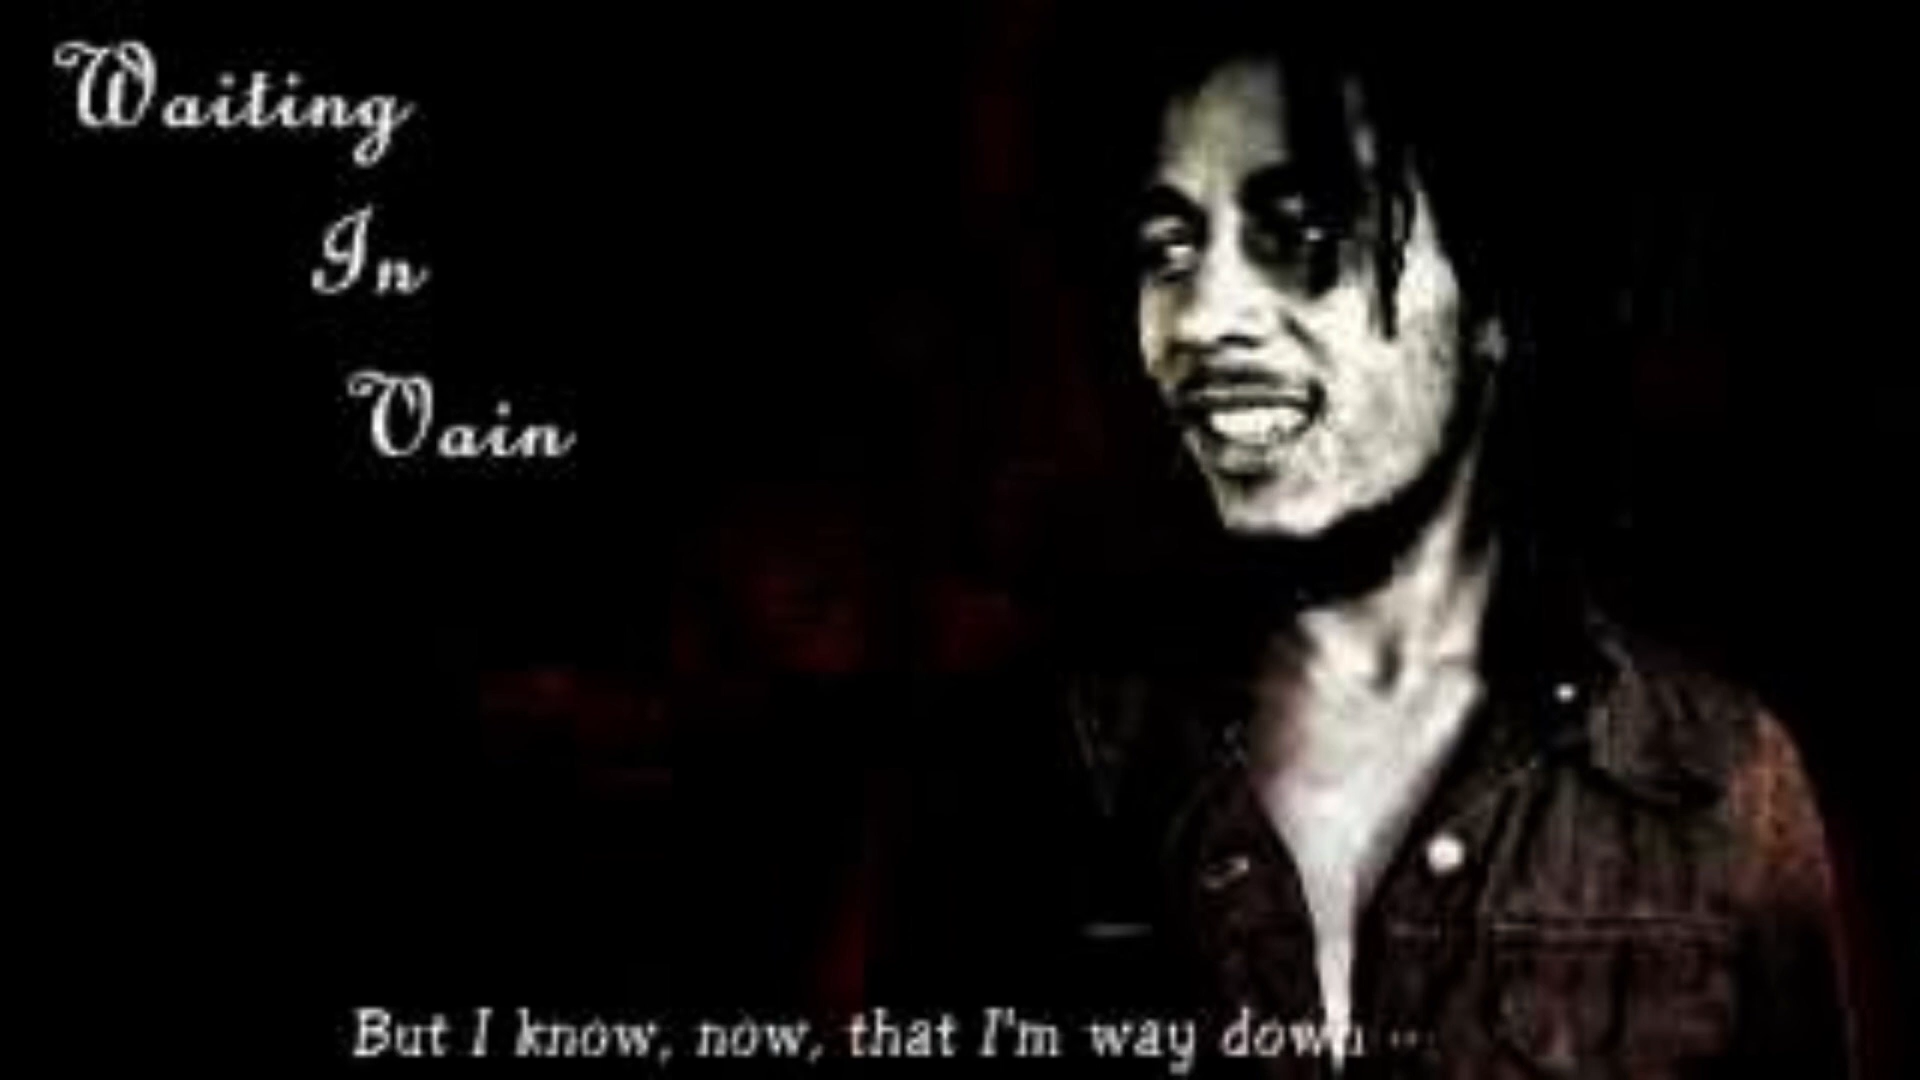 Waiting
In
Vain
But I know, now, that I'm way down ...